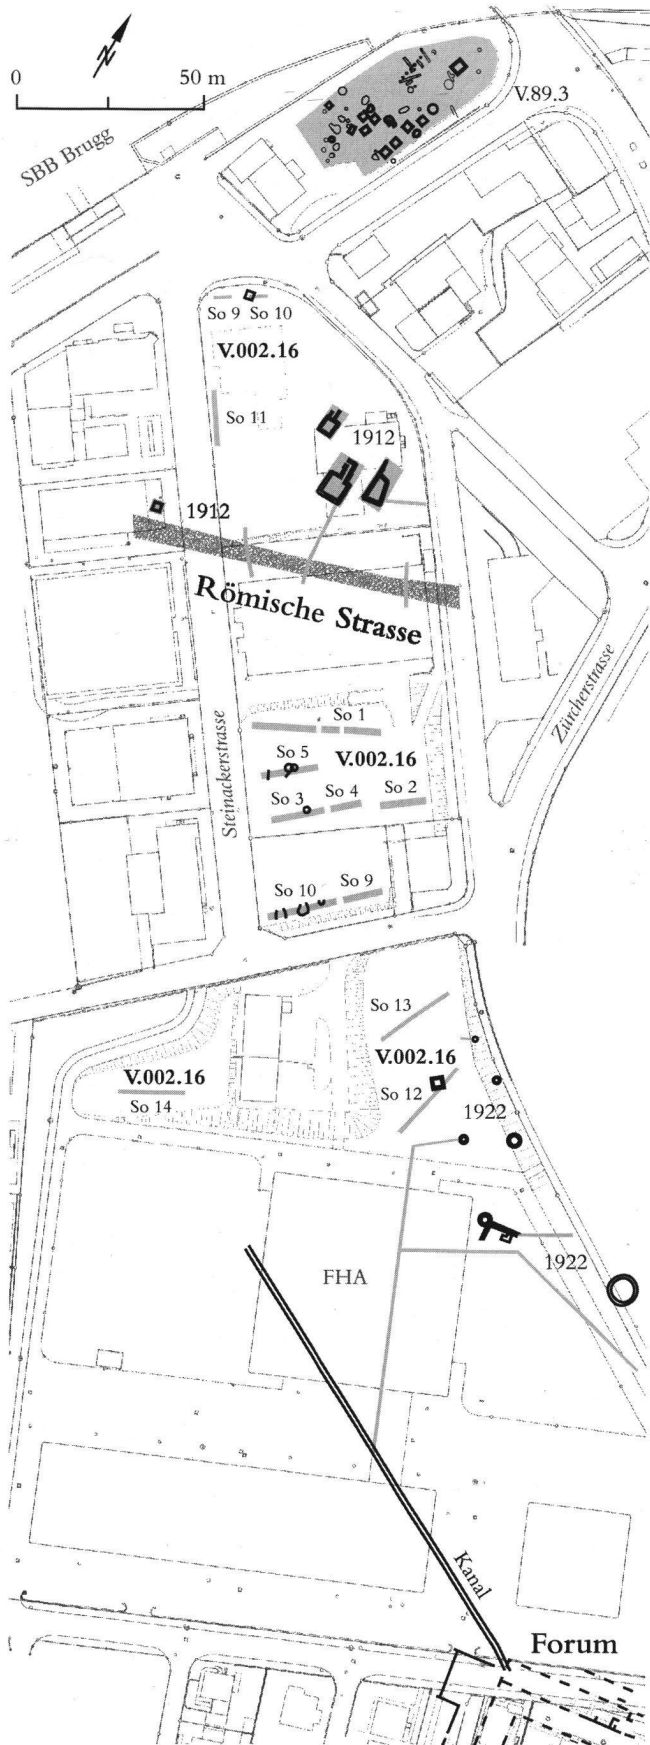 N
0 50 m
V.89.3
SBB Brugg
So 9 So 10
V.002.16
So 11
1912
1912
Römische Strasse
Zürcherstrasse
Steinackerstrasse
So 1
So 5 V.002.16
So 3 So 4 So 2
So 10 So 9
So 13
V.002.16
V.002.16
So 12
So 14
1922
1922
FHA
Kanal
Forum